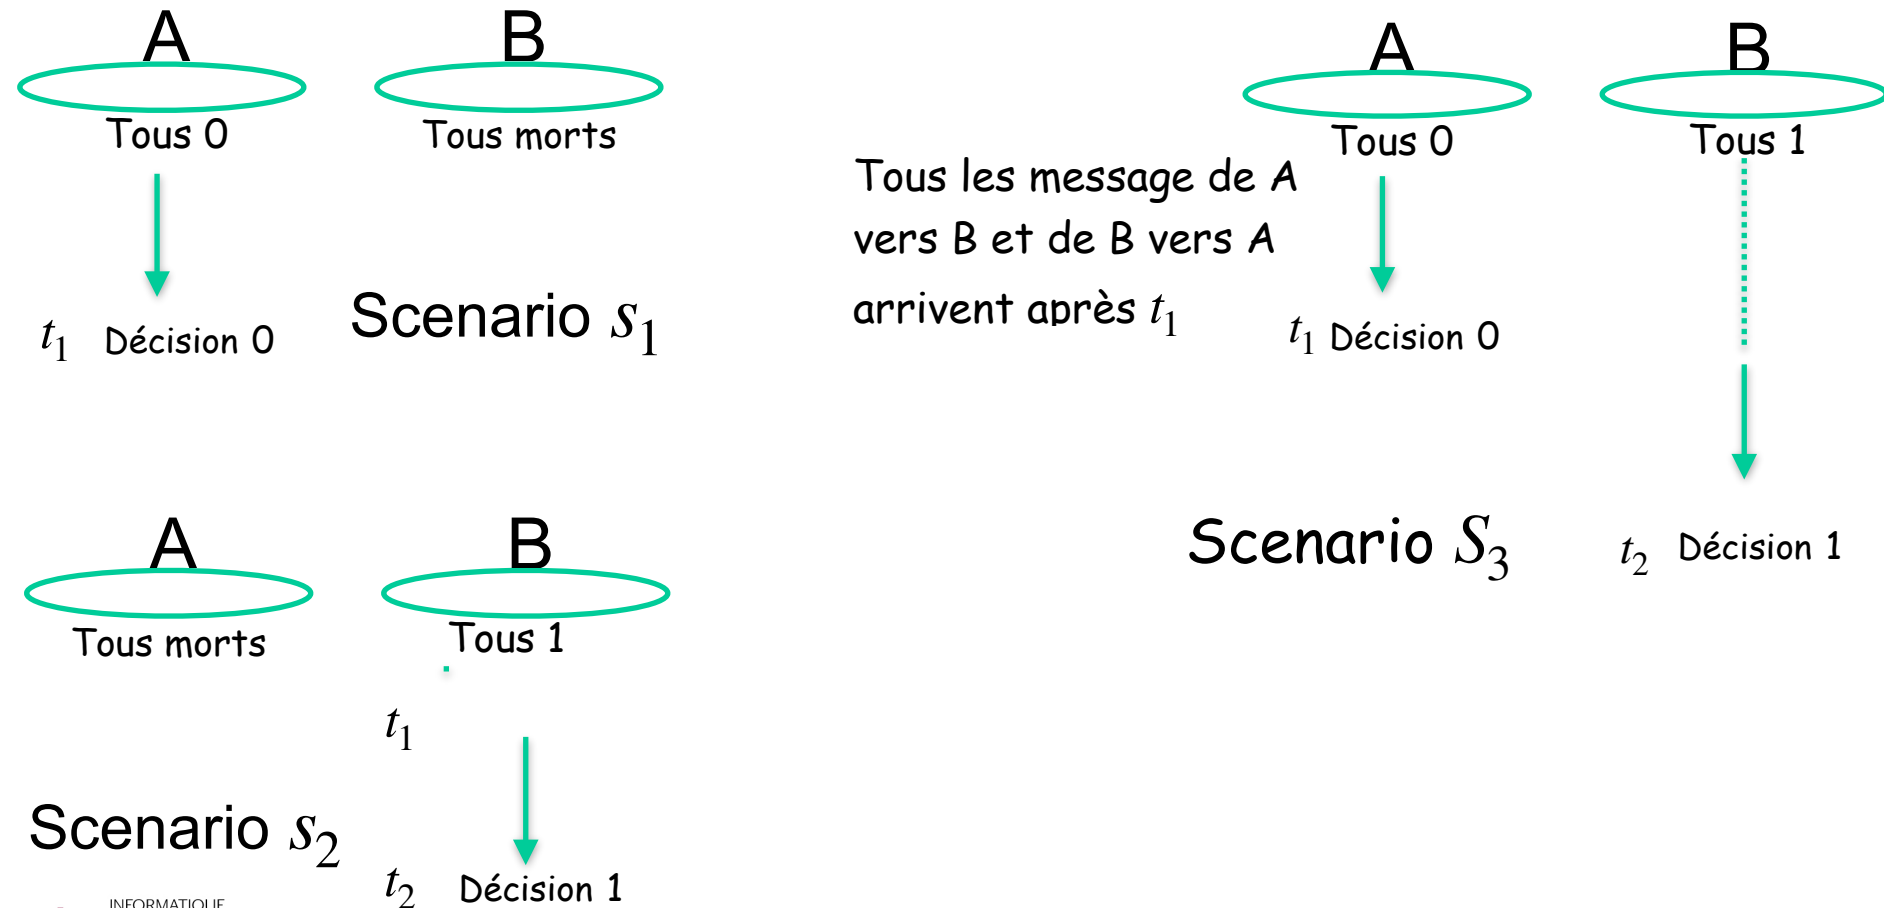 A
B
Tous 0
Tous morts
t₁ Décision 0
Scenario s₁
A
B
Tous 0
Tous 1
Tous les message de A
vers B et de B vers A
arrivent après t₁
t₁ Décision 0
Scenario S₃
t₂ Décision 1
A
B
Tous morts
Tous 1
t₁
Scenario s₂
t₂ Décision 1
INFORMATIQUE